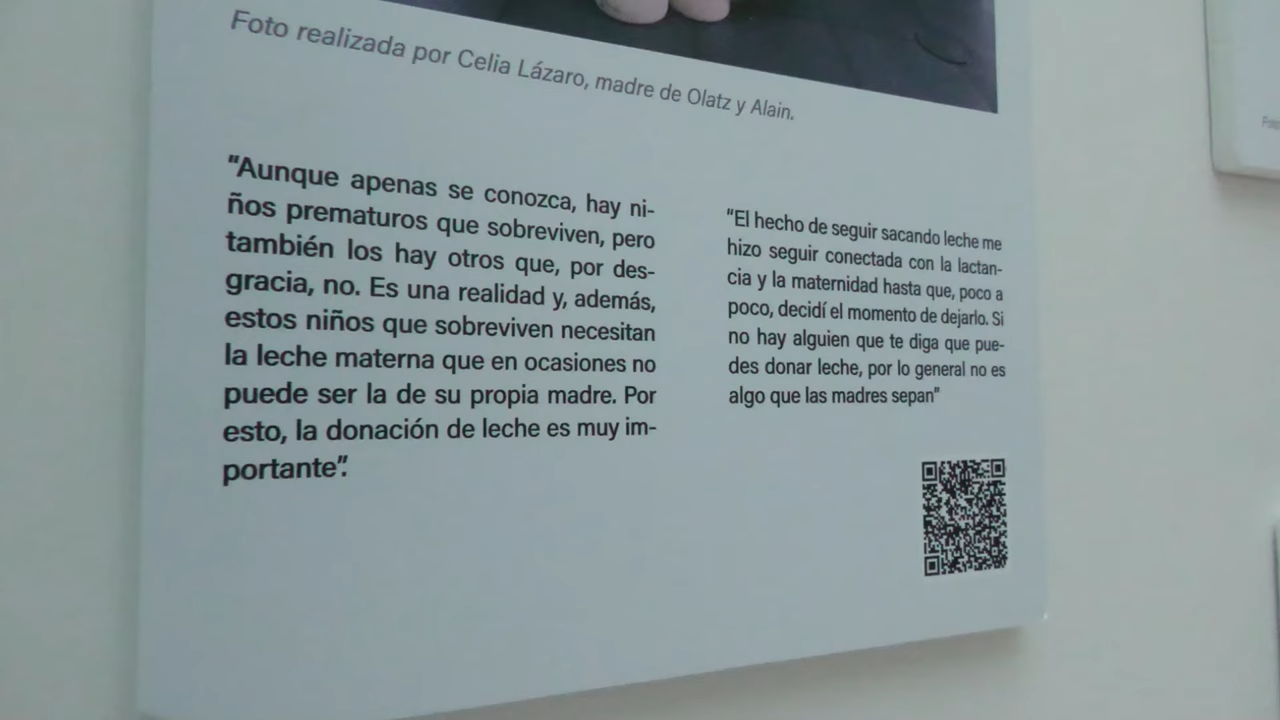 Foto realizada por Celia Lázaro, madre de Olatz y Alain.
"Aunque apenas se conozca, hay ni-
ños prematuros que sobreviven, pero
también los hay otros que, por des-
gracia, no. Es una realidad y, además,
estos niños que sobreviven necesitan
la leche materna que en ocasiones no
puede ser la de su propia madre. Por
esto, la donación de leche es muy im-
portante".
"El hecho de seguir sacando leche me
hizo seguir conectada con la lactan-
cia y la maternidad hasta que, poco a
poco, decidí el momento de dejarlo. Si
no hay alguien que te diga que pue-
des donar leche, por lo general no es
algo que las madres sepan"